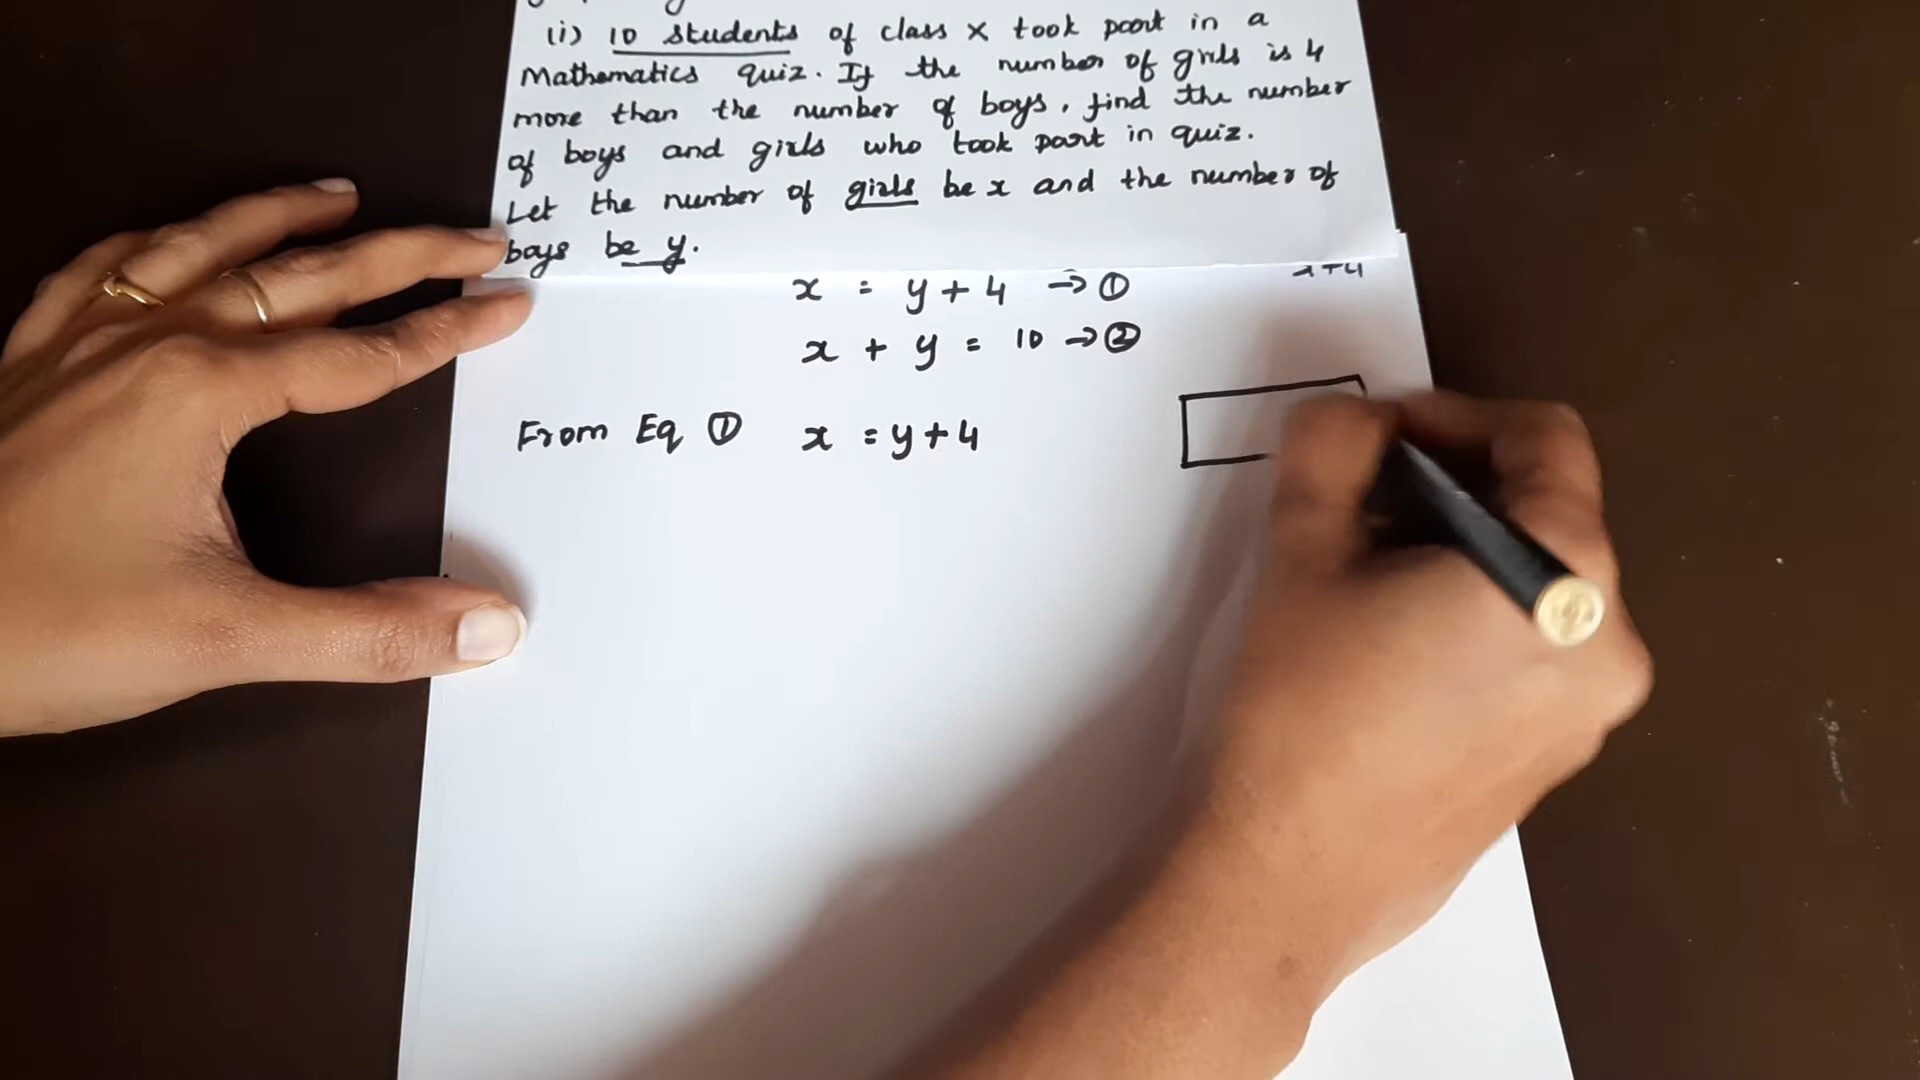 (i) 10 students of class X took part in a
Mathematics quiz. If the number of girls is 4
more than the number of boys, find the number
of boys and girls who took part in quiz.
Let the number of girls be x and the number of
boys be y.
x = y + 4 → ①
x + y = 10 → ②
From Eq ① x = y + 4